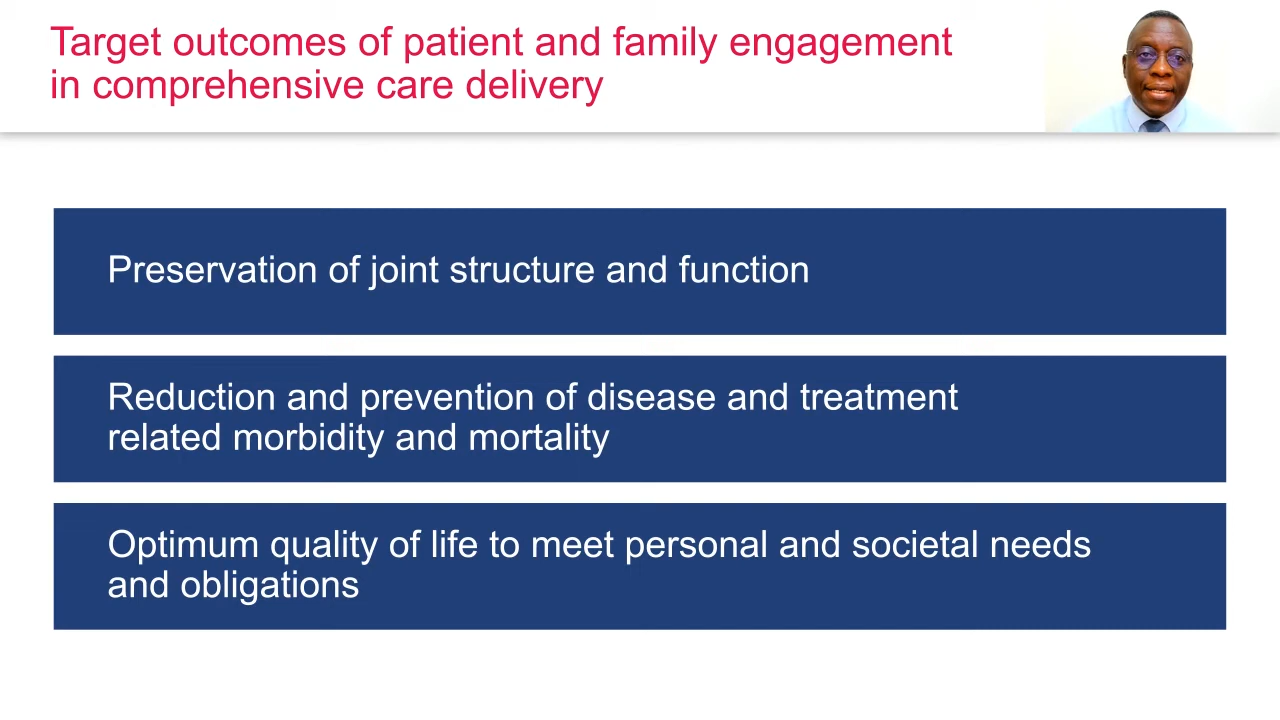 Target outcomes of patient and family engagement
in comprehensive care delivery
Preservation of joint structure and function
Reduction and prevention of disease and treatment
related morbidity and mortality
Optimum quality of life to meet personal and societal needs
and obligations